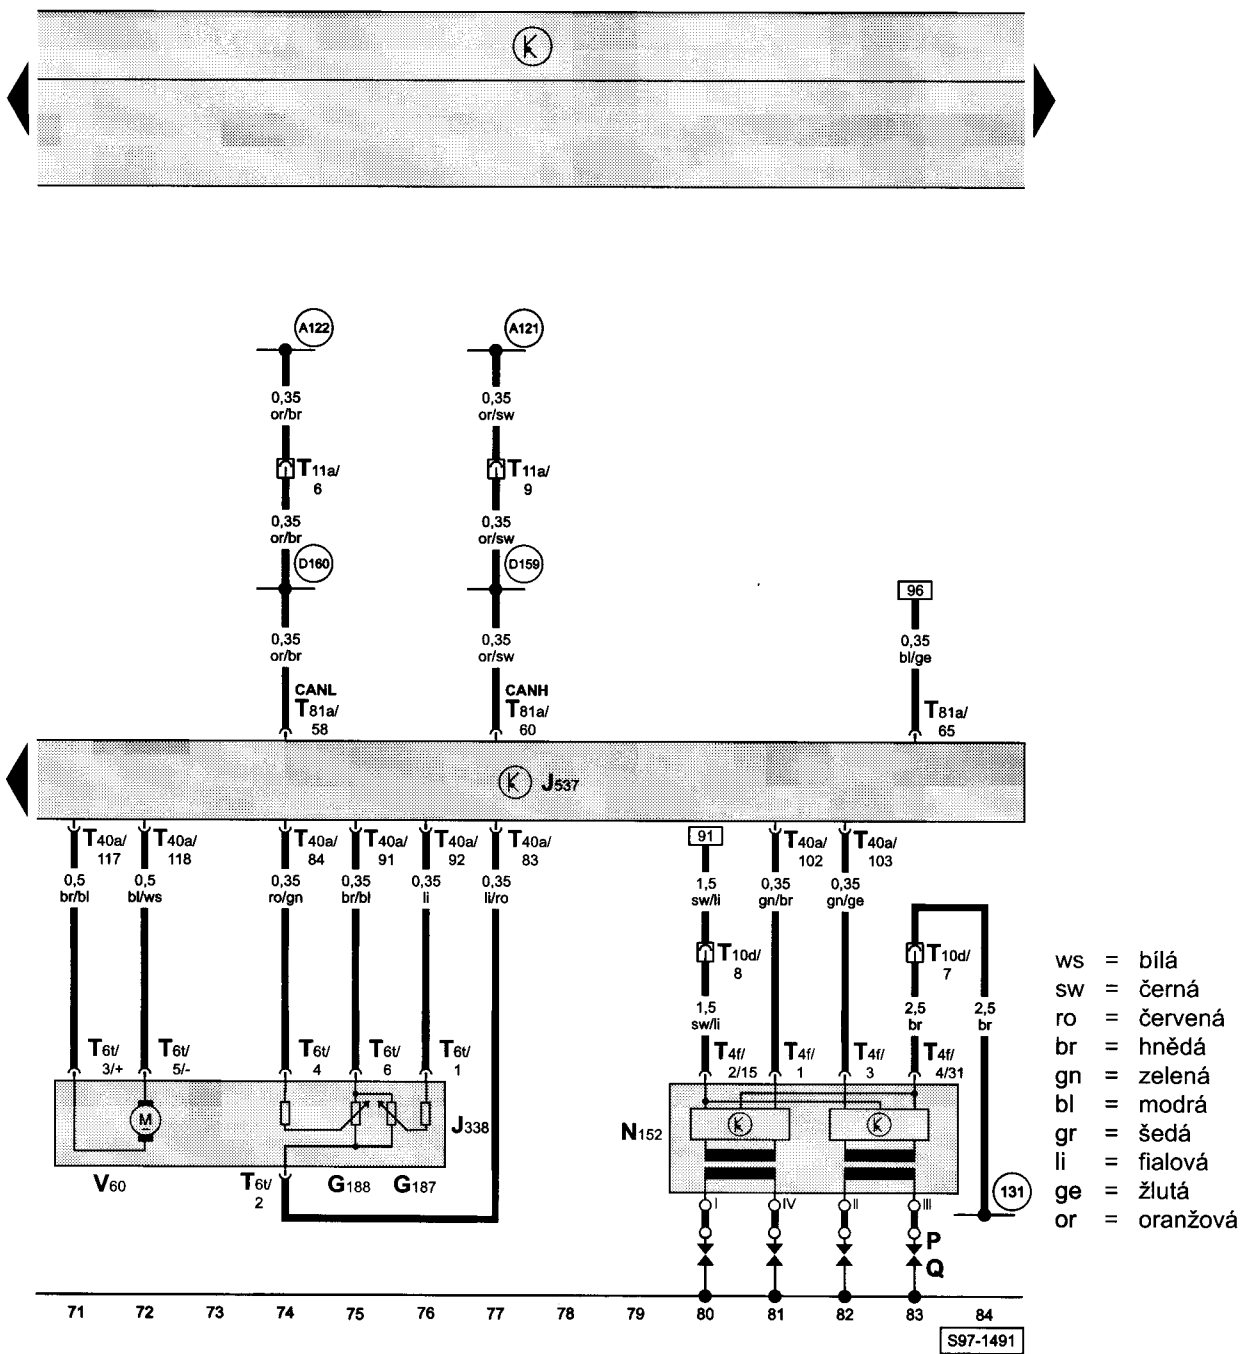 A122
A121
0,35
or/br
0,35
or/sw
T11a/
6
T11a/
9
0,35
or/br
0,35
or/sw
D160
D159
96
0,35
or/br
0,35
or/sw
0,35
bl/ge
CANL
T81a/
58
CANH
T81a/
60
T81a/
65
J537
T40a/
117
T40a/
118
T40a/
84
T40a/
91
T40a/
92
T40a/
83
91
T40a/
102
T40a/
103
0,5
br/bl
0,5
bl/ws
0,35
ro/gn
0,35
br/bl
0,35
li
0,35
li/ro
1,5
sw/li
0,35
gn/br
0,35
gn/ge
T10d/
8
T10d/
7
1,5
sw/li
2,5
br
2,5
br
T6t/
3/+
T6t/
5/-
T6t/
4
T6t/
6
T6t/
1
T4f/
2/15
T4f/
1
T4f/
3
T4f/
4/31
M
J338
N152
V60
T6t/
2
G188
G187
I
IV
II
III
131
P
Q
ws = bílá
sw = černá
ro = červená
br = hnědá
gn = zelená
bl = modrá
gr = šedá
li = fialová
ge = žlutá
or = oranžová
71 72 73 74 75 76 77 78 79 80 81 82 83 84
S97-1491